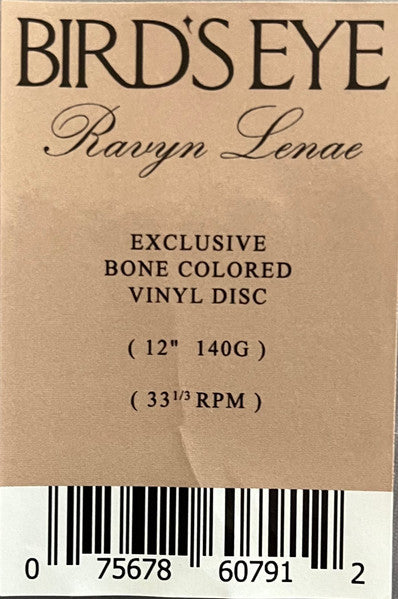 BIRD'S EYE
Ravyn Lenae
EXCLUSIVE
BONE COLORED
VINYL DISC
( 12" 140G )
( 33 1/3 RPM )
0 75678 60791 2